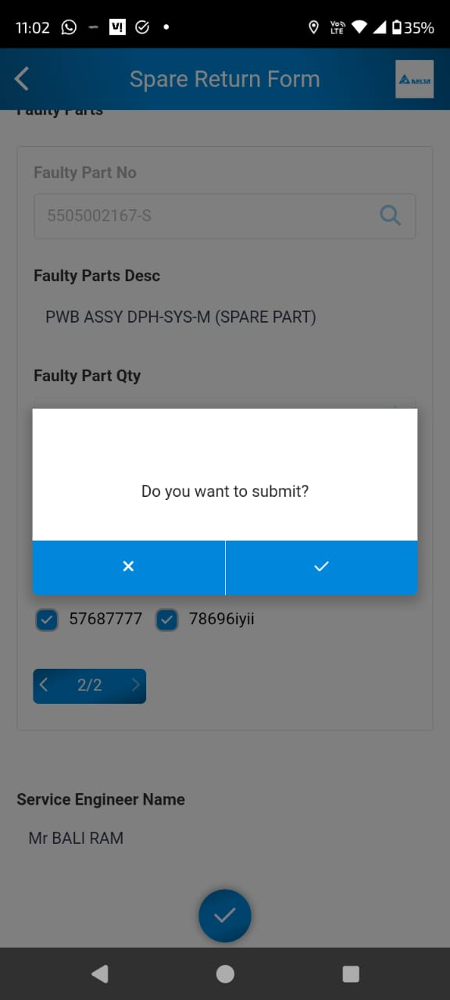 11:02 V! Vo)) LTE 35%
Spare Return Form
DELTA
Faulty Parts
Faulty Part No
5505002167-S
Faulty Parts Desc
PWB ASSY DPH-SYS-M (SPARE PART)
Faulty Part Qty
Do you want to submit?
57687777 78696iyii
2/2
Service Engineer Name
Mr BALI RAM